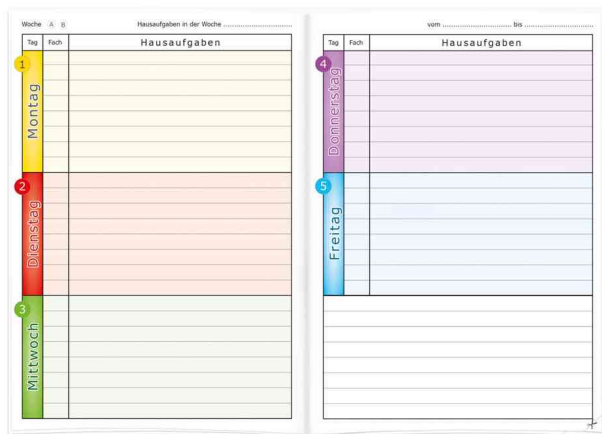 Woche A B Hausaufgaben in der Woche ..............................
Tag Fach Hausaufgaben
1
Montag
2
Dienstag
3
Mittwoch
vom .............................. bis ..............................
Tag Fach Hausaufgaben
4
Donnerstag
5
Freitag